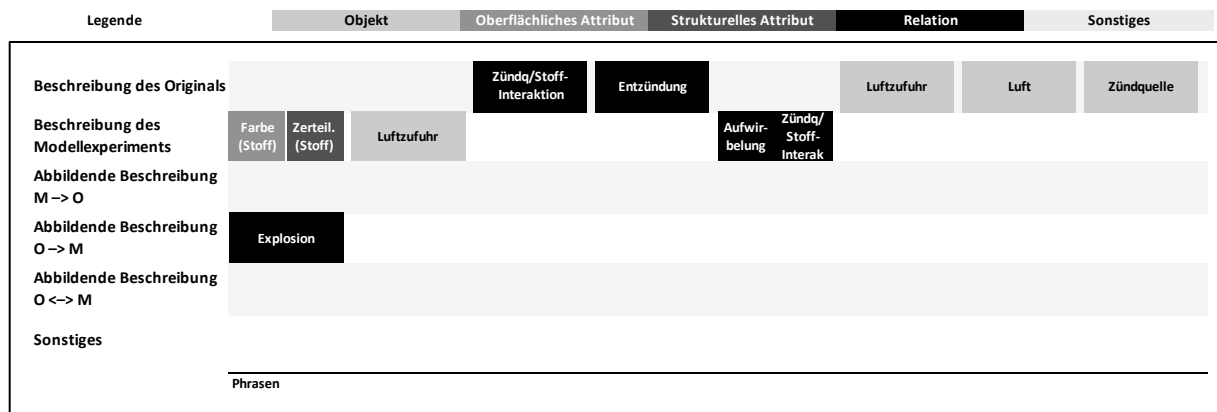 Legende Objekt Oberflächliches Attribut Strukturelles Attribut Relation Sonstiges
Beschreibung des Originals
Zündq/Stoff-
Interaktion
Entzündung
Luftzufuhr
Luft
Zündquelle
Beschreibung des
Modellexperiments
Farbe
(Stoff)
Zerteil.
(Stoff)
Luftzufuhr
Aufwir-
belung
Zündq/
Stoff-
Interak
Abbildende Beschreibung
M –> O
Abbildende Beschreibung
O –> M
Explosion
Abbildende Beschreibung
O <–> M
Sonstiges
Phrasen